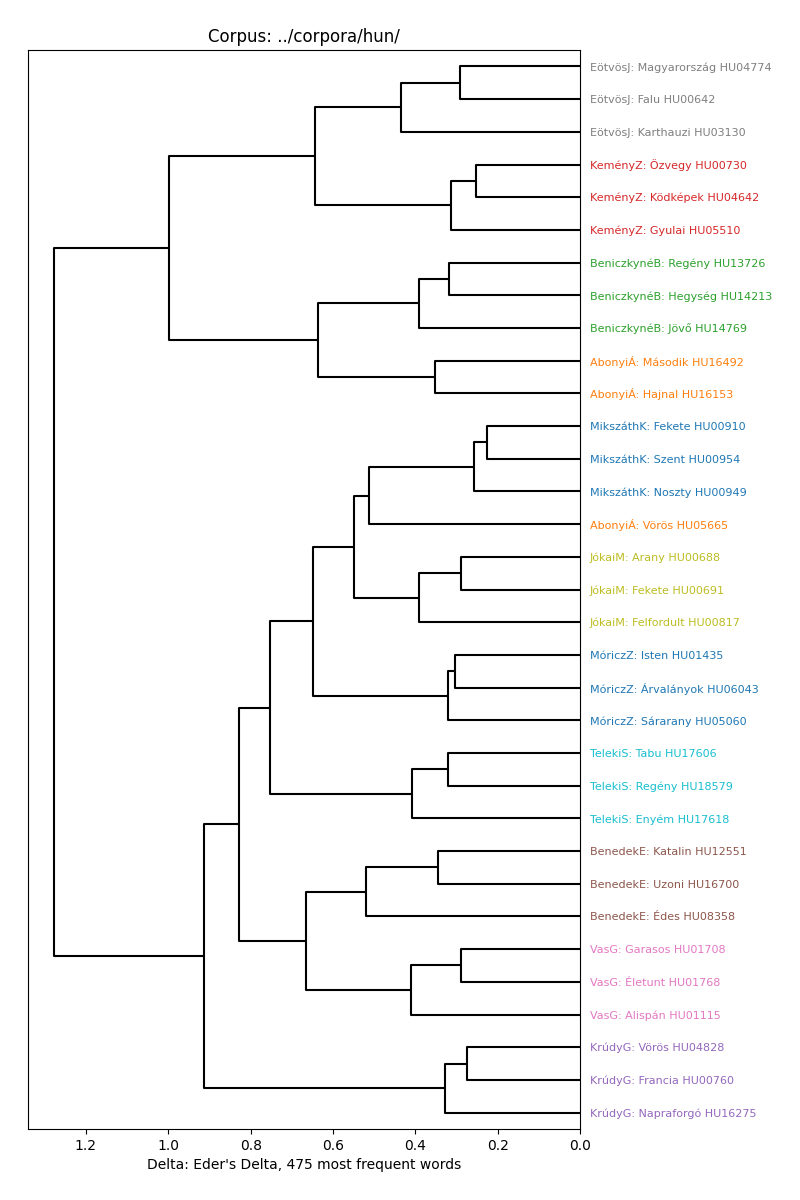 Corpus: ../corpora/hun/
EötvösJ: Magyarország HU04774
EötvösJ: Falu HU00642
EötvösJ: Karthauzi HU03130
KeményZ: Özvegy HU00730
KeményZ: Ködképek HU04642
KeményZ: Gyulai HU05510
BeniczkynéB: Regény HU13726
BeniczkynéB: Hegység HU14213
BeniczkynéB: Jövő HU14769
AbonyiÁ: Második HU16492
AbonyiÁ: Hajnal HU16153
MikszáthK: Fekete HU00910
MikszáthK: Szent HU00954
MikszáthK: Noszty HU00949
AbonyiÁ: Vörös HU05665
JókaiM: Arany HU00688
JókaiM: Fekete HU00691
JókaiM: Felfordult HU00817
MóriczZ: Isten HU01435
MóriczZ: Árvalányok HU06043
MóriczZ: Sárarany HU05060
TelekiS: Tabu HU17606
TelekiS: Regény HU18579
TelekiS: Enyém HU17618
BenedekE: Katalin HU12551
BenedekE: Uzoni HU16700
BenedekE: Édes HU08358
VasG: Garasos HU01708
VasG: Életunt HU01768
VasG: Alispán HU01115
KrúdyG: Vörös HU04828
KrúdyG: Francia HU00760
KrúdyG: Napraforgó HU16275
1.2 1.0 0.8 0.6 0.4 0.2 0.0
Delta: Eder's Delta, 475 most frequent words